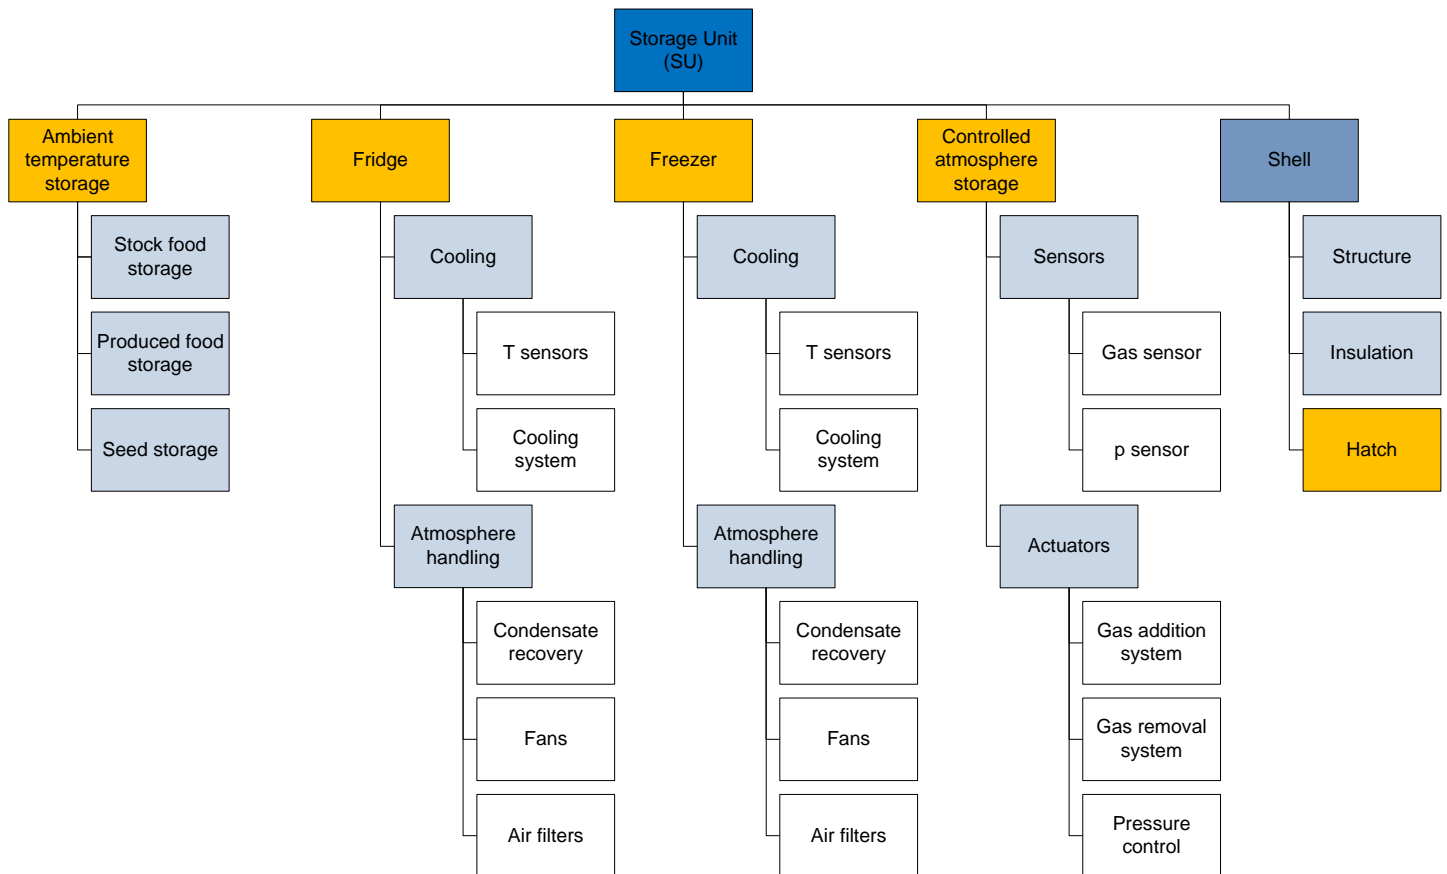 Storage Unit
(SU)
Ambient
temperature
storage
Fridge
Freezer
Controlled
atmosphere
storage
Shell
Stock food
storage
Produced food
storage
Seed storage
Cooling
T sensors
Cooling
system
Atmosphere
handling
Condensate
recovery
Fans
Air filters
Cooling
T sensors
Cooling
system
Atmosphere
handling
Condensate
recovery
Fans
Air filters
Sensors
Gas sensor
p sensor
Actuators
Gas addition
system
Gas removal
system
Pressure
control
Structure
Insulation
Hatch